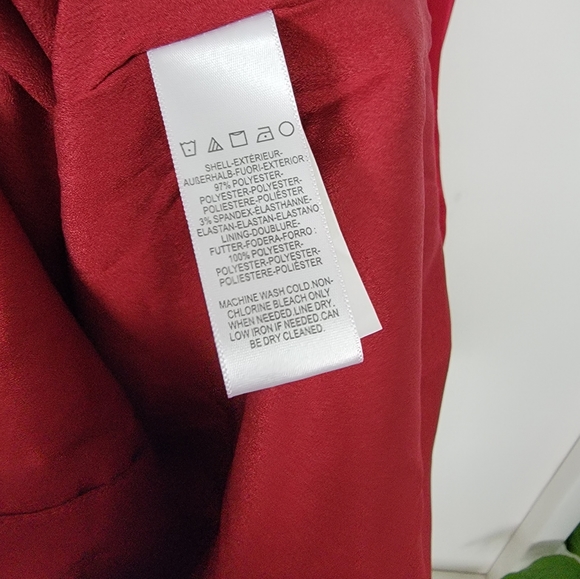 SHELL-EXTÉRIEUR-
AUßERHALB-FUORI-EXTERIOR:
97% POLYESTER-
POLYESTER-POLYESTER-
POLIESTERE-POLIÉSTER
3% SPANDEX-ÉLASTHANNE-
ELASTAN-ELASTAN-ELASTANO
LINING-DOUBLURE-
FUTTER-FODERA-FORRO:
100% POLYESTER-
POLYESTER-POLYESTER-
POLIESTERE-POLIÉSTER
MACHINE WASH COLD.NON-
CHLORINE BLEACH ONLY
WHEN NEEDED.LINE DRY.
LOW IRON IF NEEDED.CAN
BE DRY CLEANED.